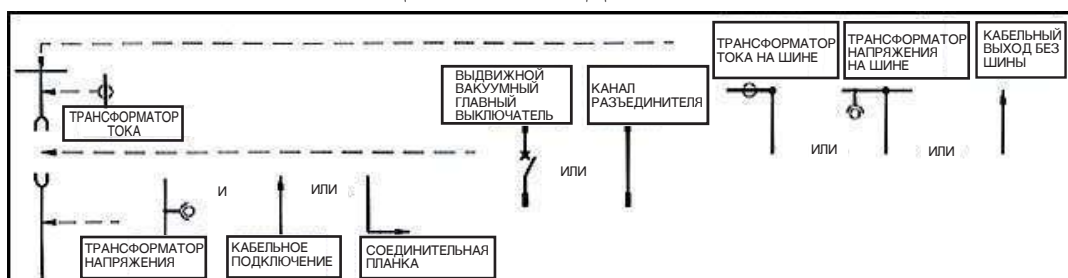 ТРАНСФОРМАТОР
ТОКА НА ШИНЕ
ТРАНСФОРМАТОР
НАПРЯЖЕНИЯ
НА ШИНЕ
КАБЕЛЬНЫЙ
ВЫХОД БЕЗ
ШИНЫ
ВЫДВИЖНОЙ
ВАКУУМНЫЙ
ГЛАВНЫЙ
ВЫКЛЮЧАТЕЛЬ
КАНАЛ
РАЗЪЕДИНИТЕЛЯ
ТРАНСФОРМАТОР
ТОКА
ИЛИ
ИЛИ
ИЛИ
И
ИЛИ
ТРАНСФОРМАТОР
НАПРЯЖЕНИЯ
КАБЕЛЬНОЕ
ПОДКЛЮЧЕНИЕ
СОЕДИНИТЕЛЬНАЯ
ПЛАНКА